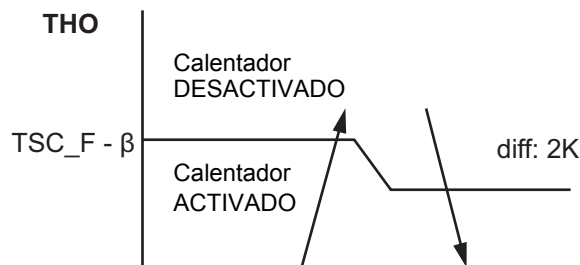 THO
Calentador
DESACTIVADO
TSC_F - β
diff: 2K
Calentador
ACTIVADO